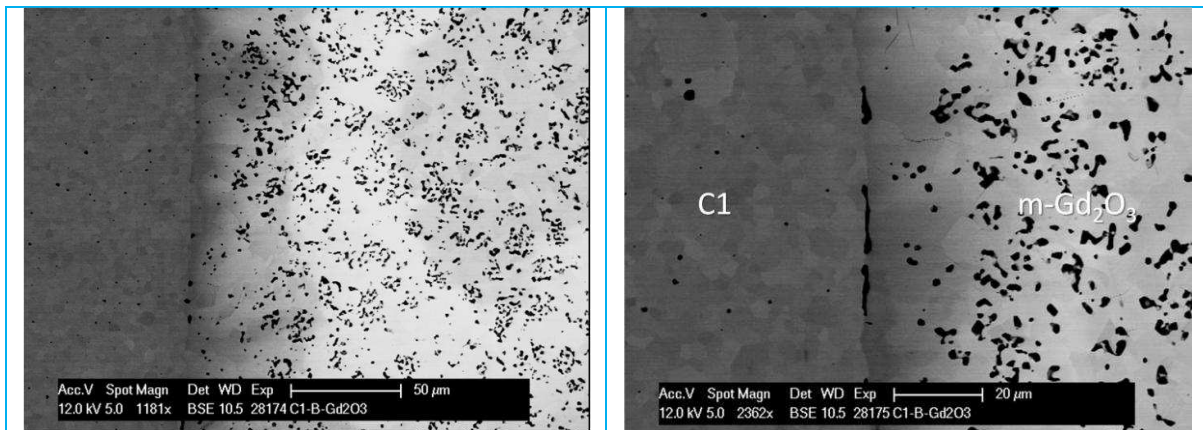 Acc.V Spot Magn Det WD Exp 50 µm
12.0 kV 5.0 1181x BSE 10.5 28174 C1-B-Gd2O3
C1
m-Gd₂O₃
Acc.V Spot Magn Det WD Exp 20 µm
12.0 kV 5.0 2362x BSE 10.5 28175 C1-B-Gd2O3